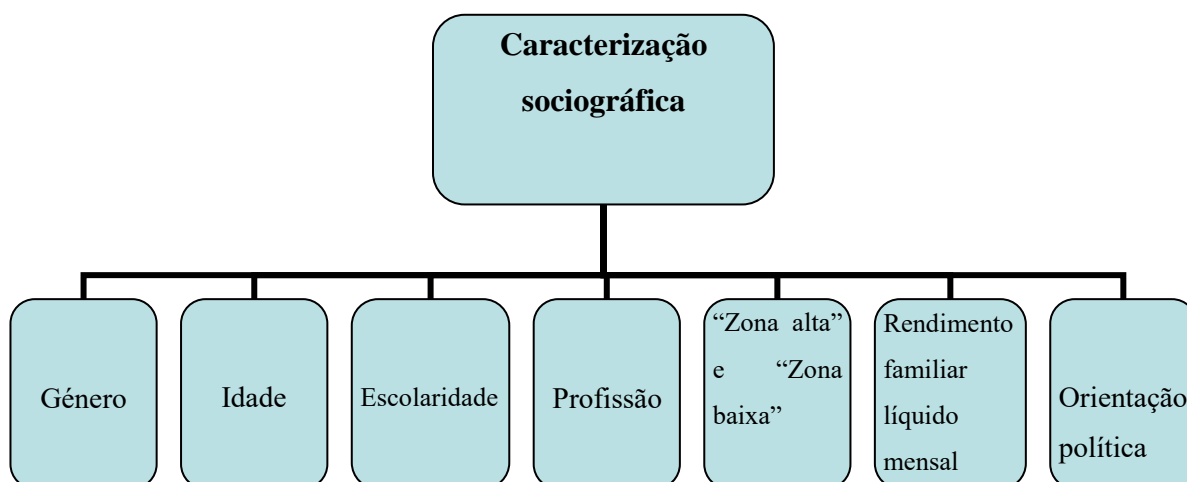 Caracterização
sociográfica
Género
Idade
Escolaridade
Profissão
“Zona alta”
e “Zona
baixa”
Rendimento
familiar
líquido
mensal
Orientação
política